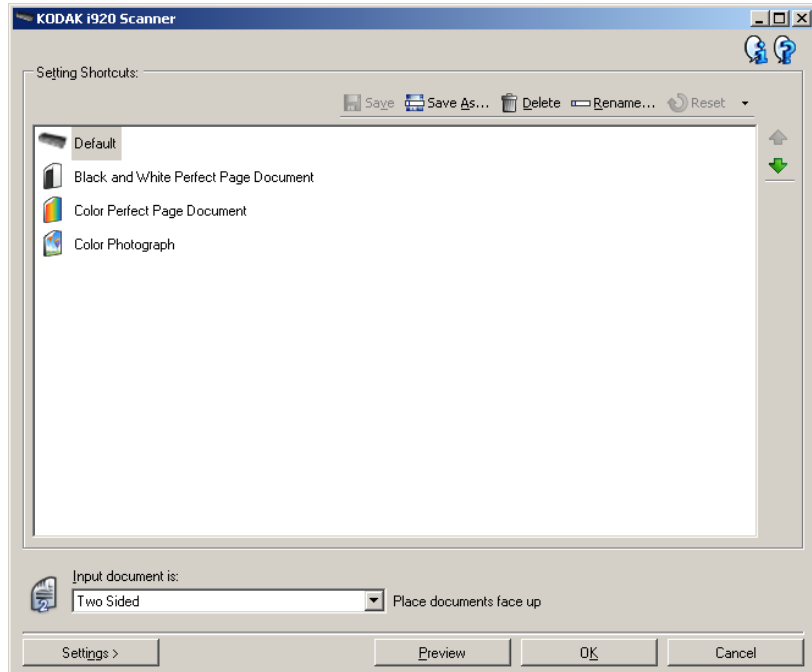 KODAK i920 Scanner
Setting Shortcuts:
Save Save As... Delete Rename... Reset
Default
Black and White Perfect Page Document
Color Perfect Page Document
Color Photograph
Input document is:
Two Sided Place documents face up
Settings > Preview OK Cancel